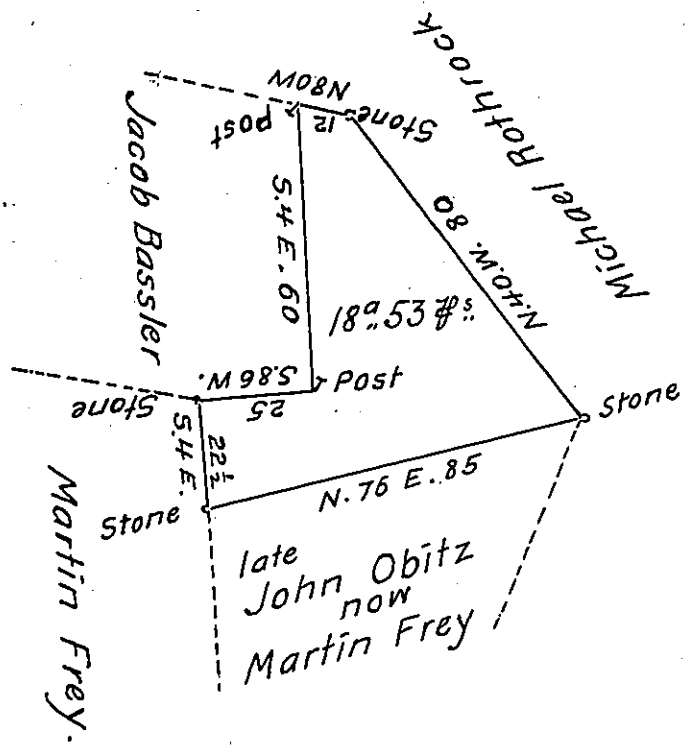 Michael Rothrock
N80W
12
Post
Stone
Jacob Bassler
S.4 E. 60
N.40.W. 80
18a „ 53 ps „
S.86 W.
25
Post
Stone
Stone
S.4 E.
22½
N. 76 E. 85
Stone
Martin Frey.
late
John Obitz
now
Martin Frey